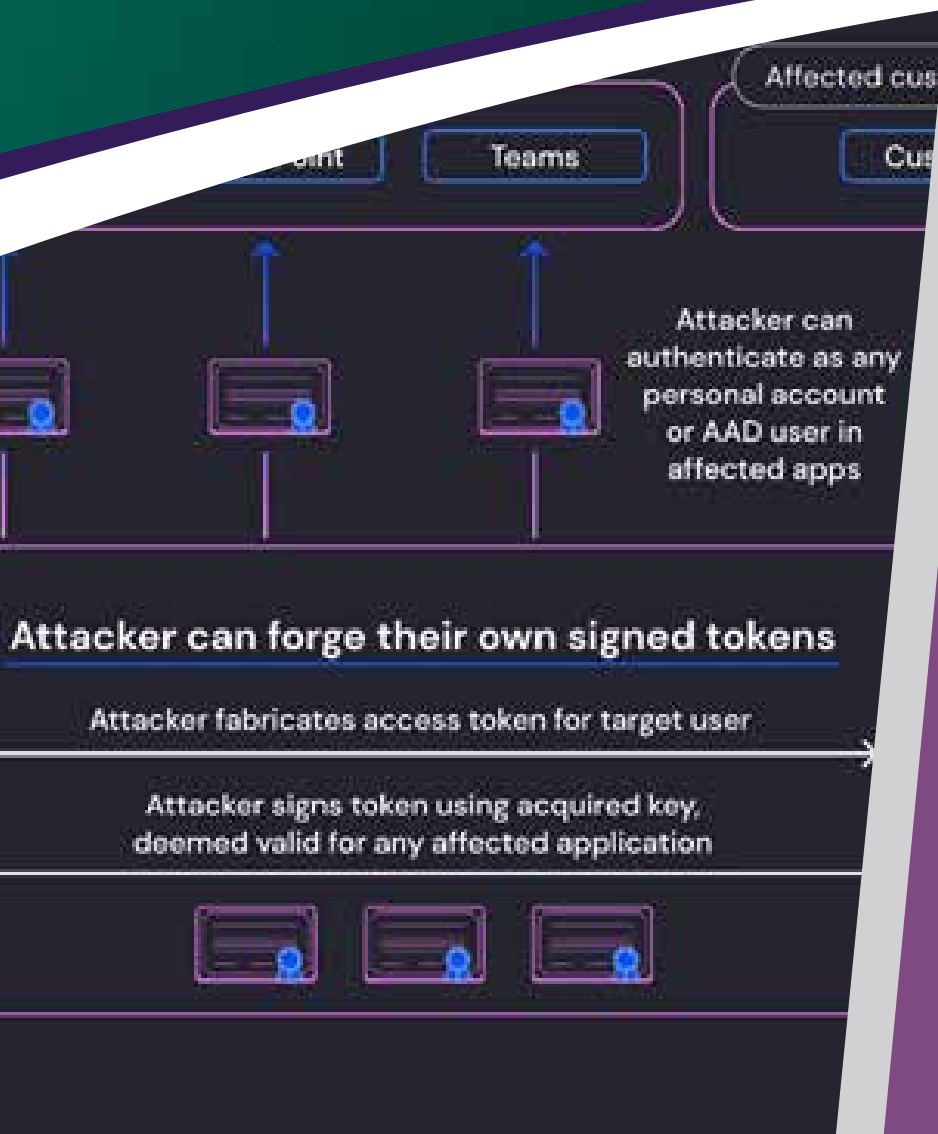 Affected cus
oint
Teams
Cus
Attacker can
authenticate as any
personal account
or AAD user in
affected apps
Attacker can forge their own signed tokens
Attacker fabricates access token for target user
Attacker signs token using acquired key,
deemed valid for any affected application